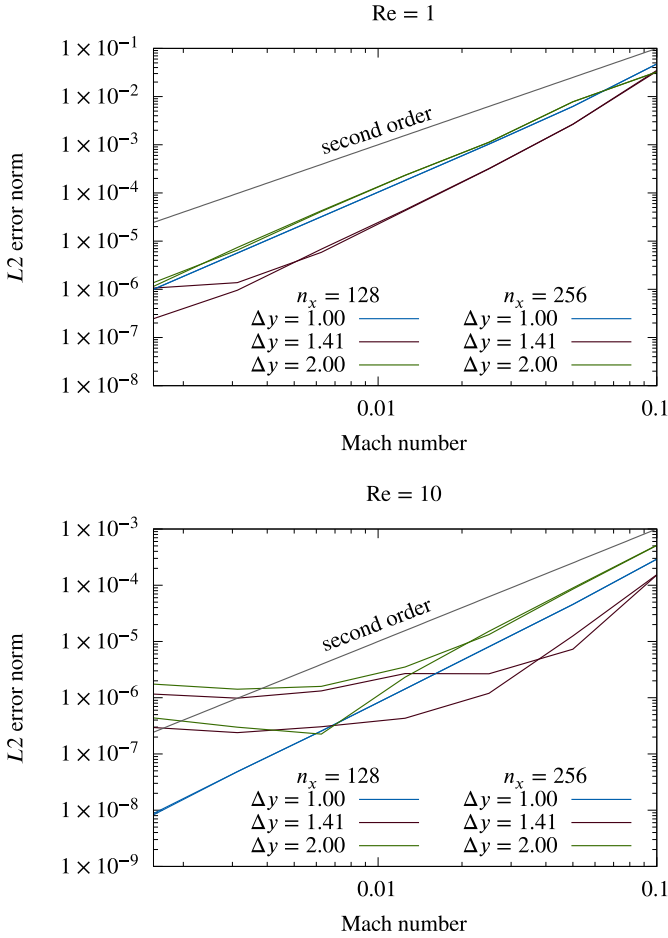 Re = 1
1 × 10⁻¹
1 × 10⁻²
1 × 10⁻³
1 × 10⁻⁴
1 × 10⁻⁵
1 × 10⁻⁶
1 × 10⁻⁷
1 × 10⁻⁸
L2 error norm
second order
nₓ = 128 nₓ = 256
Δy = 1.00 Δy = 1.00
Δy = 1.41 Δy = 1.41
Δy = 2.00 Δy = 2.00
0.01 0.1
Mach number
Re = 10
1 × 10⁻³
1 × 10⁻⁴
1 × 10⁻⁵
1 × 10⁻⁶
1 × 10⁻⁷
1 × 10⁻⁸
1 × 10⁻⁹
L2 error norm
second order
nₓ = 128 nₓ = 256
Δy = 1.00 Δy = 1.00
Δy = 1.41 Δy = 1.41
Δy = 2.00 Δy = 2.00
0.01 0.1
Mach number